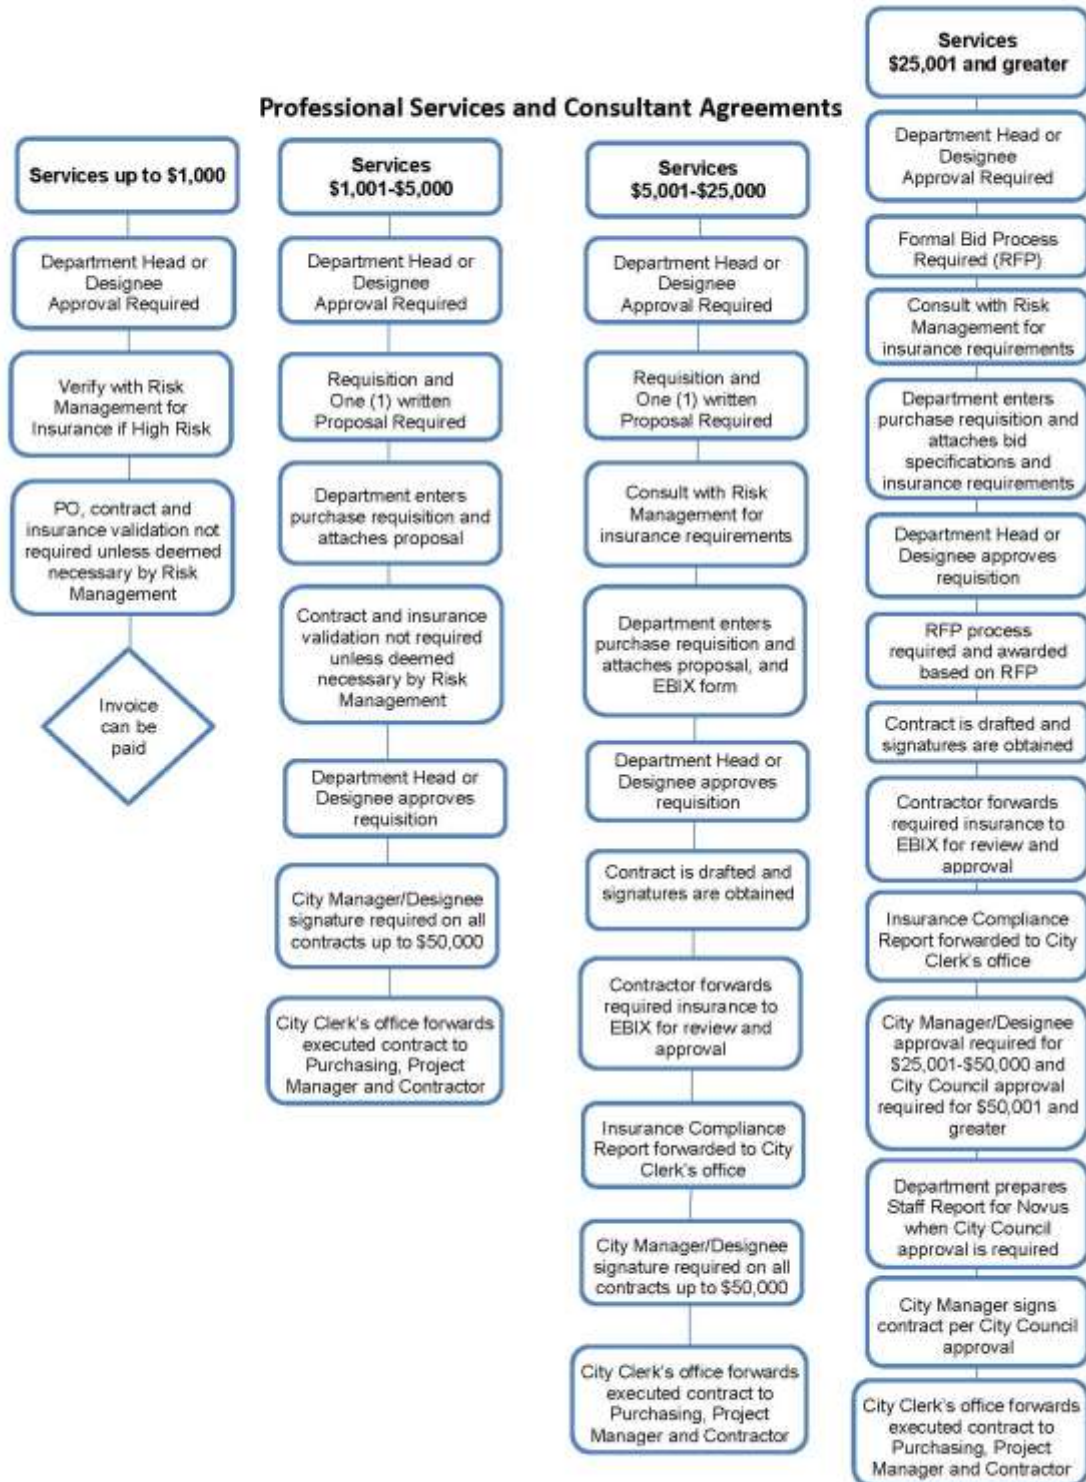 Professional Services and Consultant Agreements
Services up to $1,000
Department Head or
Designee
Approval Required
Verify with Risk
Management for
Insurance if High Risk
PO, contract and
insurance validation not
required unless deemed
necessary by Risk
Management
Invoice
can be
paid
Services
$1,001-$5,000
Department Head or
Designee
Approval Required
Requisition and
One (1) written
Proposal Required
Department enters
purchase requisition and
attaches proposal
Contract and insurance
validation not required
unless deemed
necessary by Risk
Management
Department Head or
Designee approves
requisition
City Manager/Designee
signature required on all
contracts up to $50,000
City Clerk's office forwards
executed contract to
Purchasing, Project
Manager and Contractor
Services
$5,001-$25,000
Department Head or
Designee
Approval Required
Requisition and
One (1) written
Proposal Required
Consult with Risk
Management for
insurance requirements
Department enters
purchase requisition and
attaches proposal, and
EBIX form
Department Head or
Designee approves
requisition
Contract is drafted and
signatures are obtained
Contractor forwards
required insurance to
EBIX for review and
approval
Insurance Compliance
Report forwarded to City
Clerk's office
City Manager/Designee
signature required on all
contracts up to $50,000
City Clerk's office forwards
executed contract to
Purchasing, Project
Manager and Contractor
Services
$25,001 and greater
Department Head or
Designee
Approval Required
Formal Bid Process
Required (RFP)
Consult with Risk
Management for
insurance requirements
Department enters
purchase requisition and
attaches bid
specifications and
insurance requirements
Department Head or
Designee approves
requisition
RFP process
required and awarded
based on RFP
Contract is drafted and
signatures are obtained
Contractor forwards
required insurance to
EBIX for review and
approval
Insurance Compliance
Report forwarded to City
Clerk's office
City Manager/Designee
approval required for
$25,001-$50,000 and
City Council approval
required for $50,001 and
greater
Department prepares
Staff Report for Novus
when City Council
approval is required
City Manager signs
contract per City Council
approval
City Clerk's office forwards
executed contract to
Purchasing, Project
Manager and Contractor